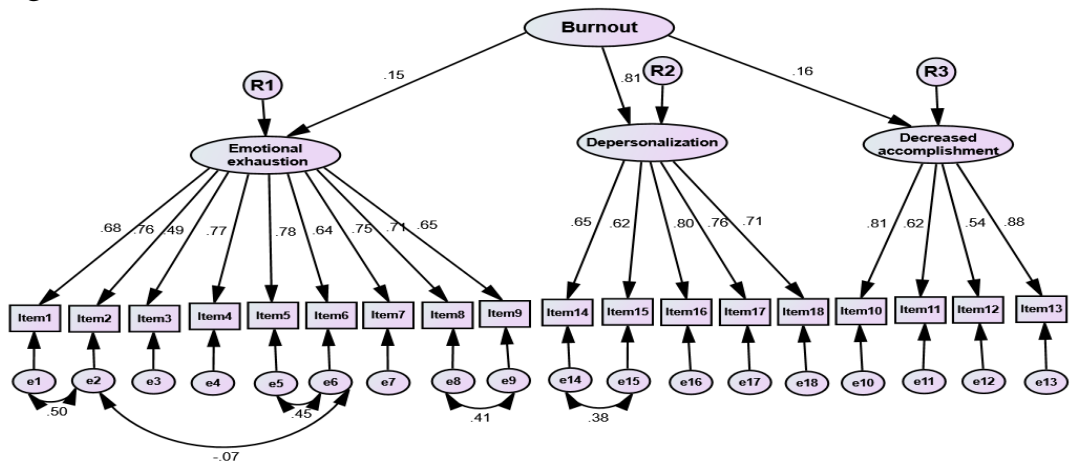 Burnout
.15
.81
.16
R1
R2
R3
Emotional
exhaustion
Depersonalization
Decreased
accomplishment
.68
.76
.49
.77
.78
.64
.75
.71
.65
.65
.62
.80
.76
.71
.81
.62
.54
.88
Item1
Item2
Item3
Item4
Item5
Item6
Item7
Item8
Item9
Item14
Item15
Item16
Item17
Item18
Item10
Item11
Item12
Item13
e1
e2
e3
e4
e5
e6
e7
e8
e9
e14
e15
e16
e17
e18
e10
e11
e12
e13
.50
.45
.41
.38
-.07